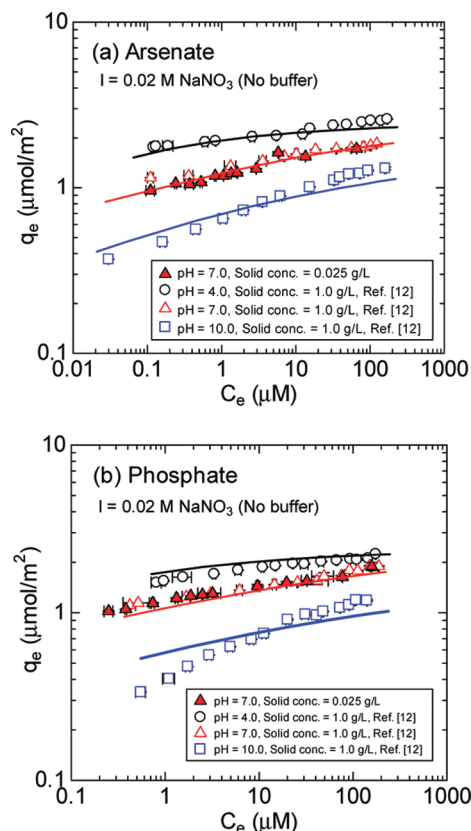 (a) Arsenate
I = 0.02 M NaNO₃ (No buffer)
10
1
0.1
qₑ (μmol/m²)
pH = 7.0, Solid conc. = 0.025 g/L
pH = 4.0, Solid conc. = 1.0 g/L, Ref. [12]
pH = 7.0, Solid conc. = 1.0 g/L, Ref. [12]
pH = 10.0, Solid conc. = 1.0 g/L, Ref. [12]
0.01 0.1 1 10 100 1000
Cₑ (μM)
(b) Phosphate
I = 0.02 M NaNO₃ (No buffer)
10
1
0.1
qₑ (μmol/m²)
pH = 7.0, Solid conc. = 0.025 g/L
pH = 4.0, Solid conc. = 1.0 g/L, Ref. [12]
pH = 7.0, Solid conc. = 1.0 g/L, Ref. [12]
pH = 10.0, Solid conc. = 1.0 g/L, Ref. [12]
0.1 1 10 100 1000
Cₑ (μM)